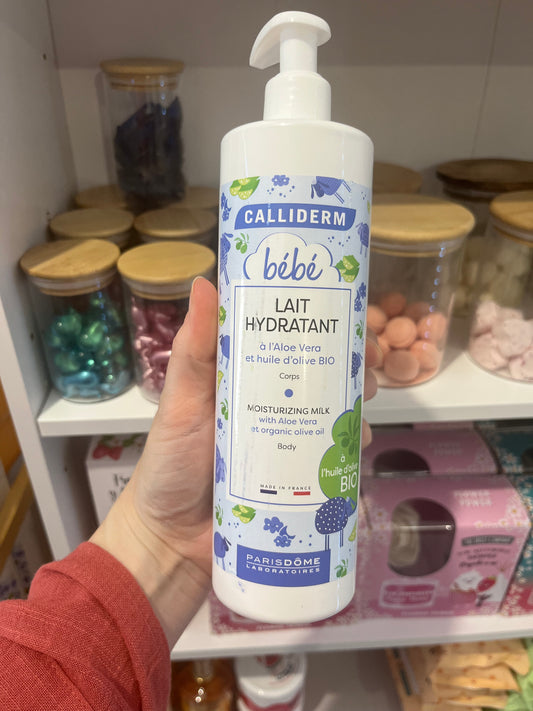 CALLIDERM
bébé
LAIT
HYDRATANT
à l'Aloe Vera
et huile d'olive BIO
Corps
MOISTURIZING MILK
with Aloe Vera
et organic olive oil
Body
MADE IN FRANCE
à
l'huile d'olive
BIO
PARISDÔME
LABORATOIRES